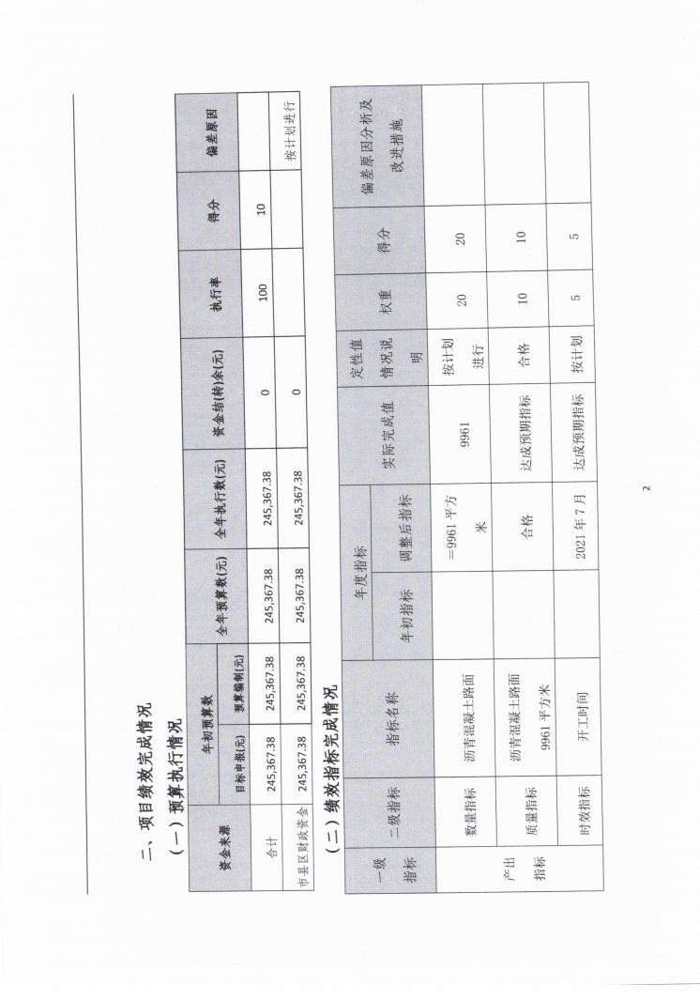 二、项目绩效完成情况
（一）预算执行情况
资金来源 年初预算数 全年预算数(元) 全年执行数(元) 资金结(转)余(元) 执行率 得分 偏差原因
目标申报(元) 预算编制(元)
合计 245,367.38 245,367.38 245,367.38 245,367.38 0 100 10
市县区财政资金 245,367.38 245,367.38 245,367.38 245,367.38 0 按计划进行
（二）绩效指标完成情况
一级 二级指标 指标名称 年度指标 实际完成值 定性值 权重 得分 偏差原因分析及
指标 年初指标 调整后指标 情况说 改进措施
明
产出 数量指标 沥青混凝土路面 =9961 平方 9961 按计划 20 20
指标 米 进行
质量指标 沥青混凝土路面 合格 达成预期指标 合格 10 10
9961 平方米
时效指标 开工时间 2021 年 7 月 达成预期指标 按计划 5 5
2